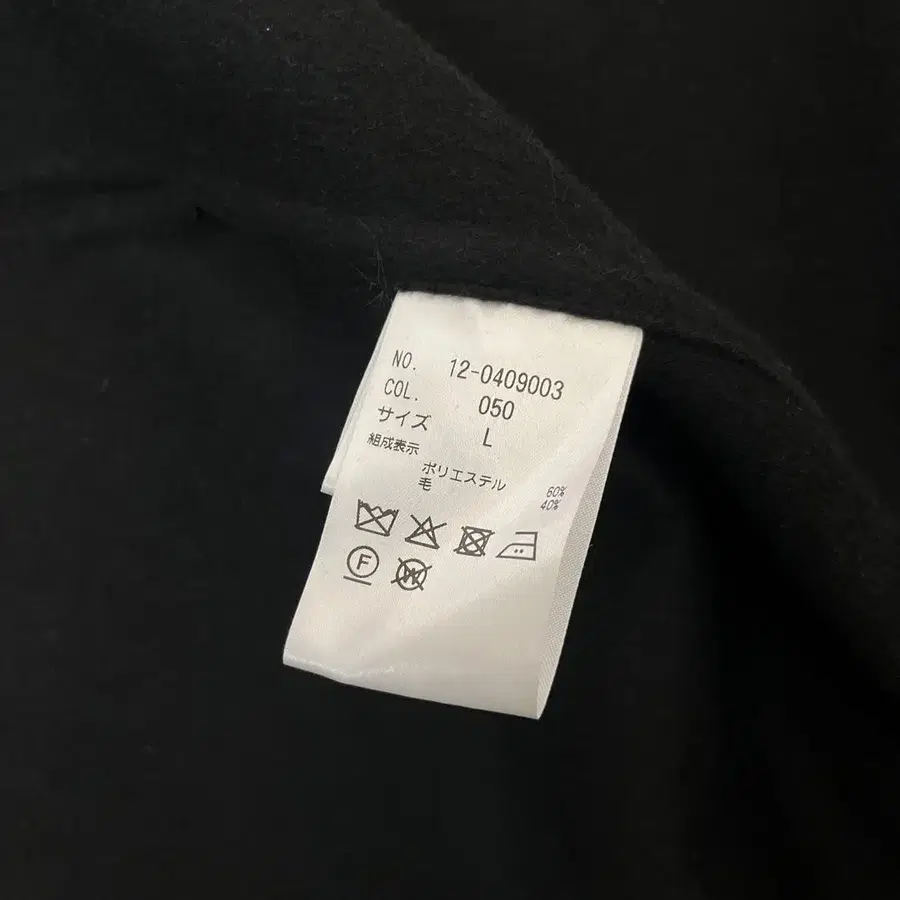 NO. 12-0409003
COL. 050
サイズ L
組成表示
ポリエステル 60%
毛 40%
F W